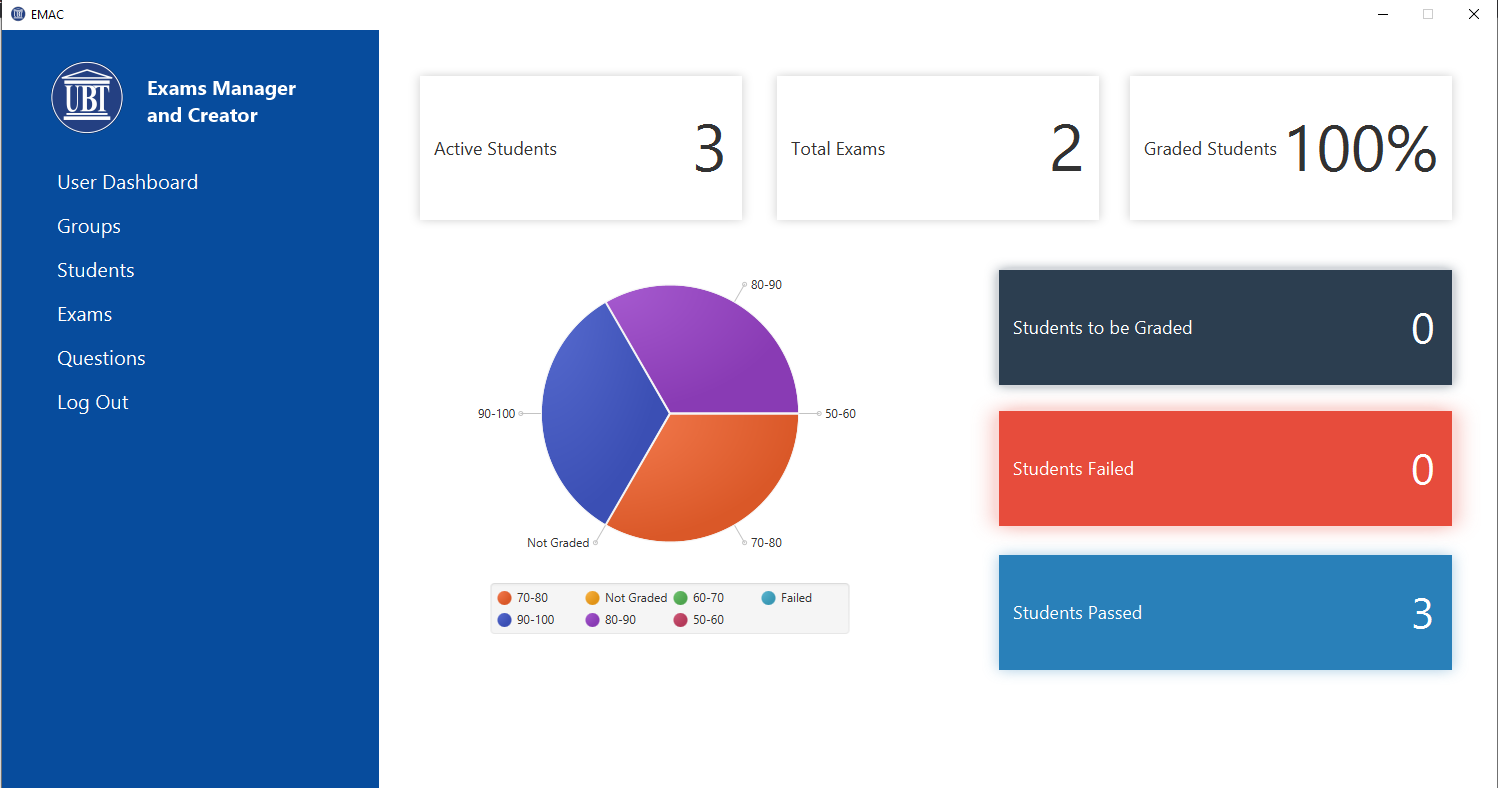 EMAC
UBT
Exams Manager
and Creator
User Dashboard
Groups
Students
Exams
Questions
Log Out
Active Students
3
Total Exams
2
Graded Students
100%
80-90
90-100
50-60
Not Graded
70-80
70-80
Not Graded
60-70
Failed
90-100
80-90
50-60
Students to be Graded
0
Students Failed
0
Students Passed
3